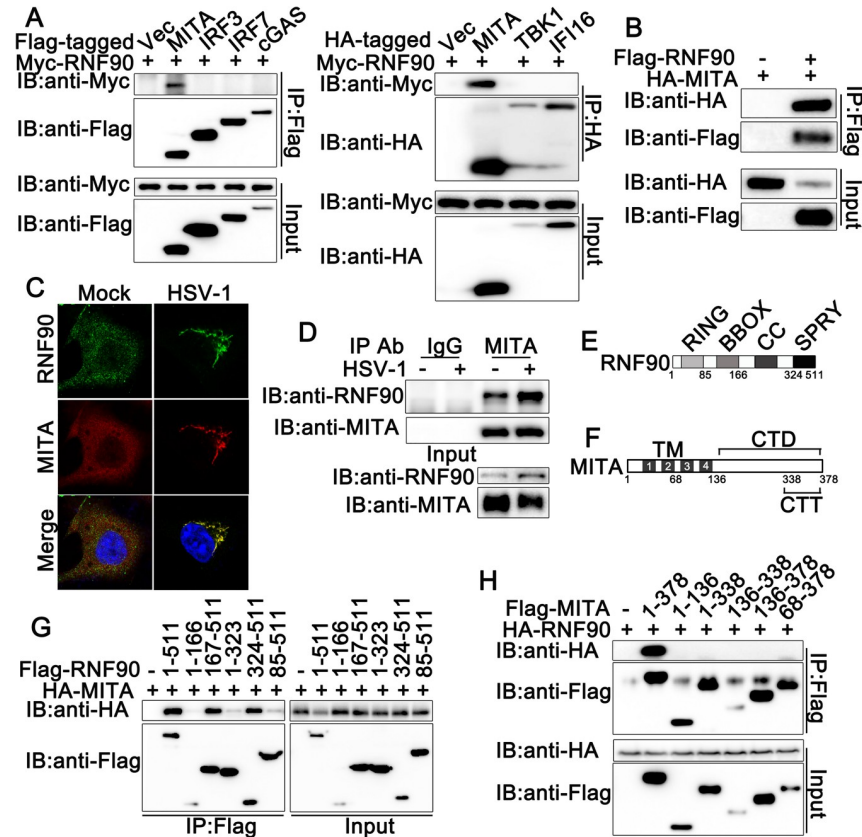 A
Flag-tagged Vec MITA IRF3 IRF7 cGAS
Myc-RNF90 + + + + +
IB:anti-Myc
IB:anti-Flag
IP:Flag
IB:anti-Myc
IB:anti-Flag
Input
HA-tagged Vec MITA TBK1 IFI16
Myc-RNF90 + + + +
IB:anti-Myc
IB:anti-HA
IP:HA
IB:anti-Myc
IB:anti-HA
Input
B
Flag-RNF90 - +
HA-MITA + +
IB:anti-HA
IB:anti-Flag
IP:Flag
IB:anti-HA
IB:anti-Flag
Input
C
Mock HSV-1
RNF90
MITA
Merge
D
IP Ab IgG MITA
HSV-1 - + - +
IB:anti-RNF90
IB:anti-MITA
Input
IB:anti-RNF90
IB:anti-MITA
E
RING BBOX CC SPRY
RNF90
1 85 166 324 511
F
TM CTD
MITA 1 2 3 4
1 68 136 338 378
CTT
G
Flag-RNF90 - 1-511 1-166 167-511 1-323 324-511 85-511 - 1-511 1-166 167-511 1-323 324-511 85-511
HA-MITA + + + + + + + + + + + + + +
IB:anti-HA
IB:anti-Flag
IP:Flag Input
H
Flag-MITA - 1-378 1-136 1-338 136-338 136-378 68-378
HA-RNF90 + + + + + + +
IB:anti-HA
IB:anti-Flag
IP:Flag
IB:anti-HA
IB:anti-Flag
Input